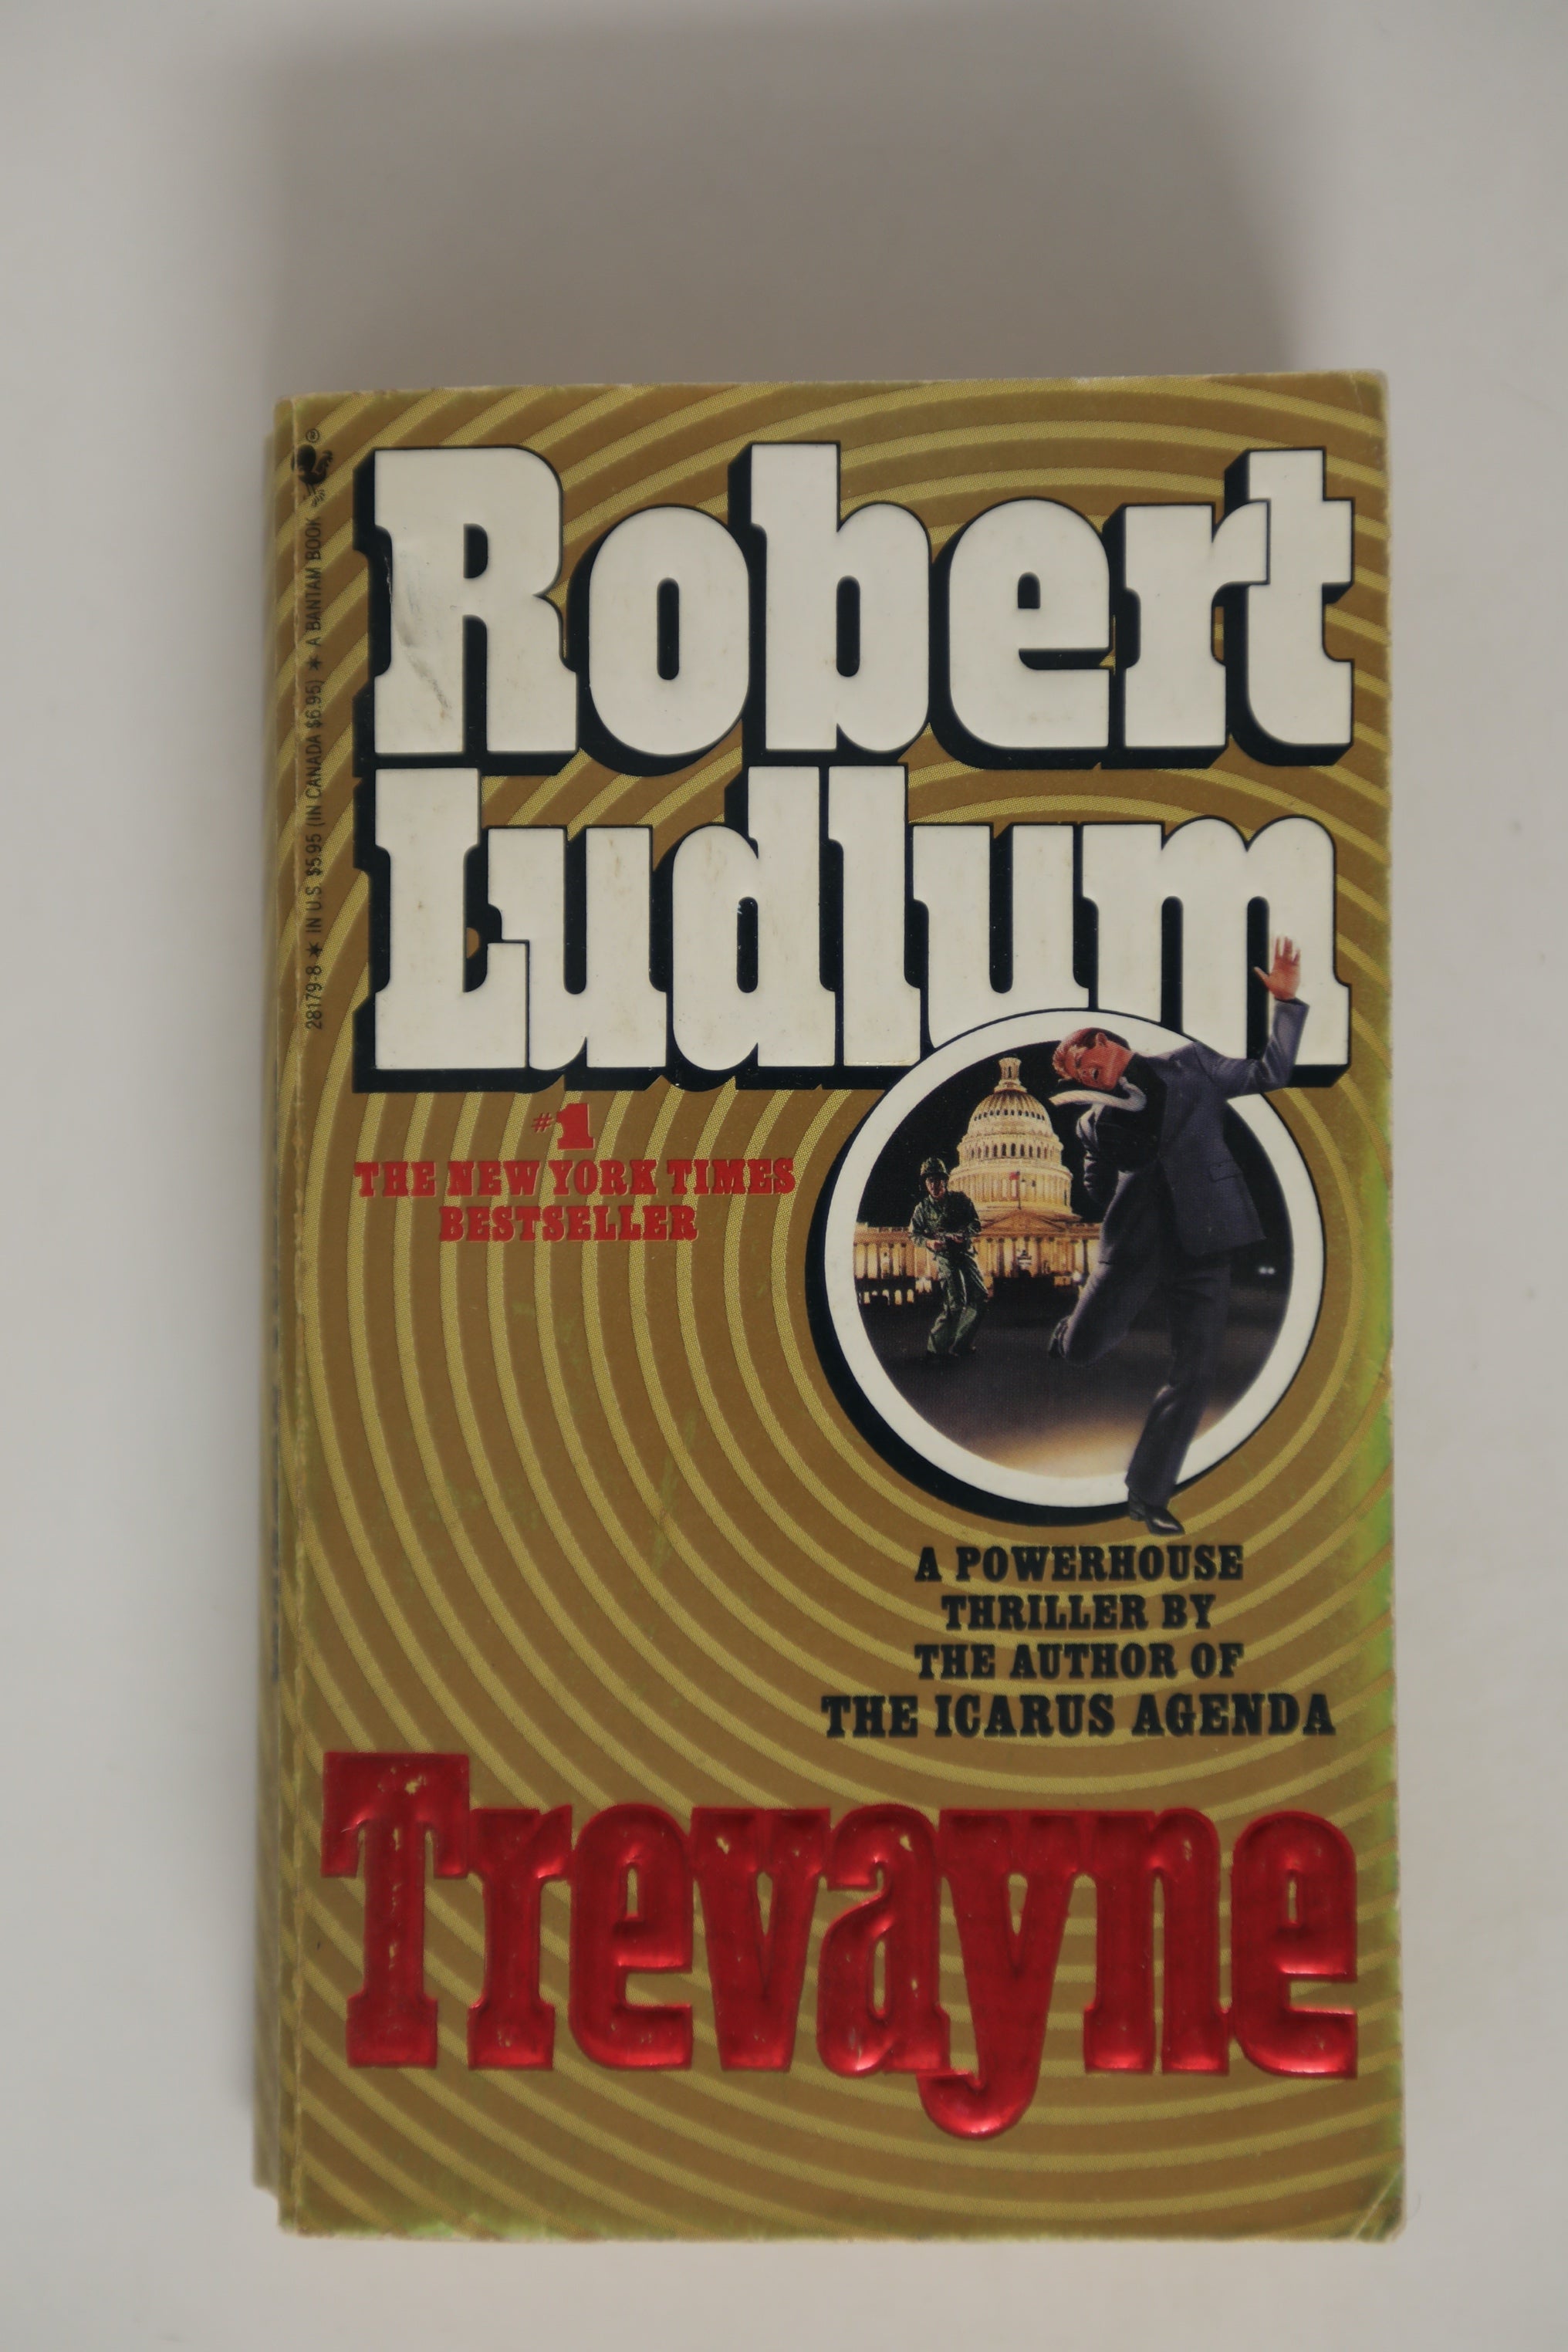 28179-8 ★ IN U.S. $5.95 (IN CANADA $6.95) ★ A BANTAM BOOK ®
Robert
Ludlum
#1
THE NEW YORK TIMES
BESTSELLER
A POWERHOUSE
THRILLER BY
THE AUTHOR OF
THE ICARUS AGENDA
Trevayne